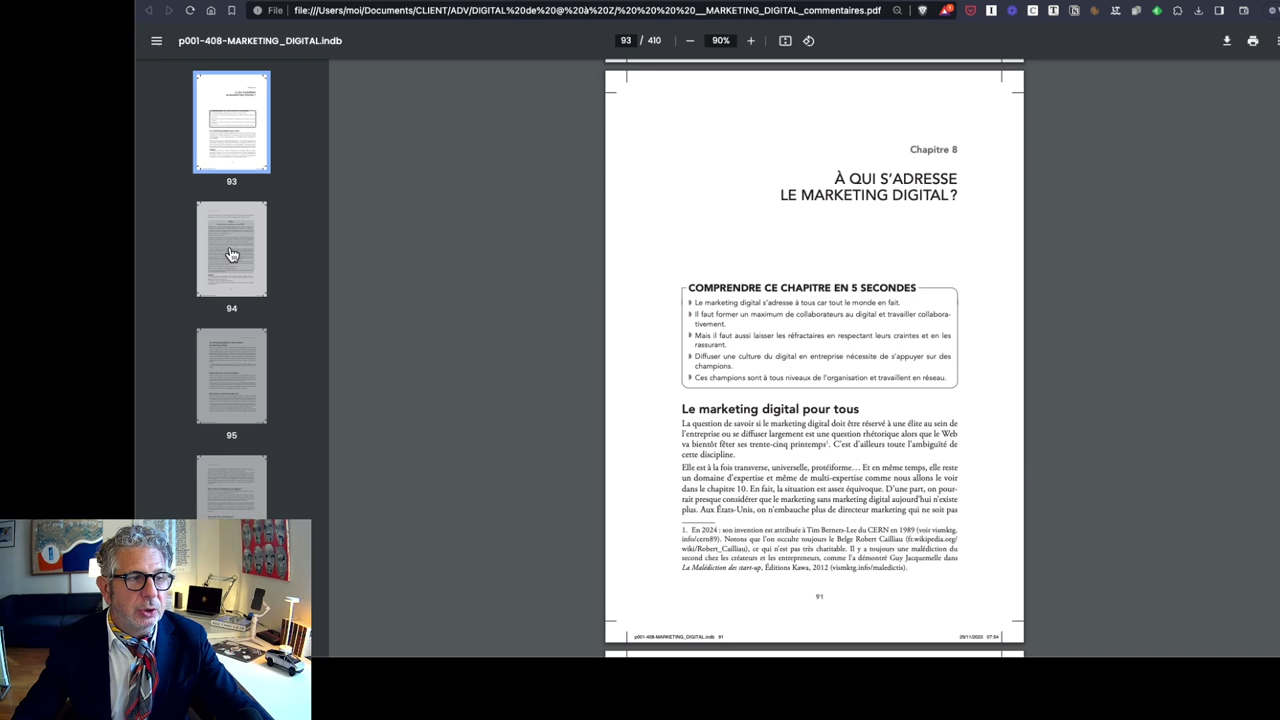 File file:///Users/moi/Documents/CLIENT/ADV/DIGITAL%20de%20@%20à%20Z/%20%20%20%20__MARKETING_DIGITAL_commentaires.pdf
p001-408-MARKETING_DIGITAL.indb 93 / 410 90%
93
94
95
Chapitre 8
À QUI S’ADRESSE
LE MARKETING DIGITAL ?
COMPRENDRE CE CHAPITRE EN 5 SECONDES
Le marketing digital s’adresse à tous car tout le monde en fait.
Il faut former un maximum de collaborateurs au digital et travailler collabora-
tivement.
Mais il faut aussi laisser les réfractaires en respectant leurs craintes et en les
rassurant.
Diffuser une culture du digital en entreprise nécessite de s’appuyer sur des
champions.
Ces champions sont à tous niveaux de l’organisation et travaillent en réseau.
Le marketing digital pour tous
La question de savoir si le marketing digital doit être réservé à une élite au sein de
l’entreprise ou se diffuser largement est une question rhétorique alors que le Web
va bientôt fêter ses trente-cinq printemps1. C’est d’ailleurs toute l’ambiguïté de
cette discipline.
Elle est à la fois transverse, universelle, protéiforme… Et en même temps, elle reste
un domaine d’expertise et même de multi-expertise comme nous allons le voir
dans le chapitre 10. En fait, la situation est assez équivoque. D’une part, on pour-
rait presque considérer que le marketing sans marketing digital aujourd’hui n’existe
plus. Aux États-Unis, on n’embauche plus de directeur marketing qui ne soit pas
1. En 2024 : son invention est attribuée à Tim Berners-Lee du CERN en 1989 (voir vismktg.
info/cern89). Notons que l’on occulte toujours le Belge Robert Cailliau (fr.wikipedia.org/
wiki/Robert_Cailliau), ce qui n’est pas très charitable. Il y a toujours une malédiction du
second chez les créateurs et les entrepreneurs, comme l’a démontré Guy Jacquemelle dans
La Malédiction des start-up, Éditions Kawa, 2012 (vismktg.info/maledictis).
91
p001-408-MARKETING_DIGITAL.indb 91 29/11/2023 07:54